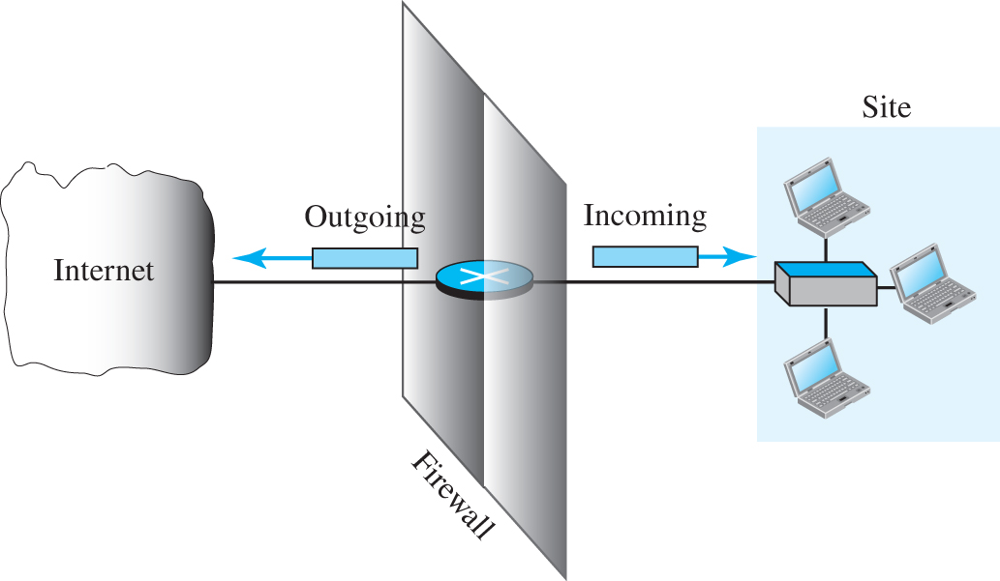 Site
Outgoing
Incoming
Internet
Firewall